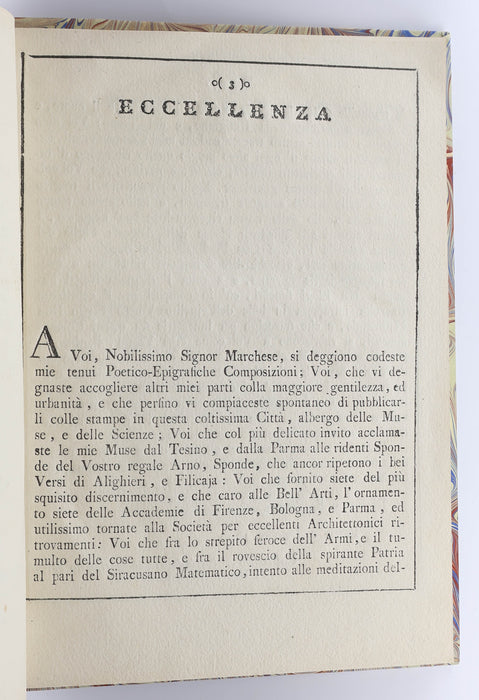 o( 3 )o
ECCELLENZA
A Voi, Nobilissimo Signor Marchese, si deggiono codeste
mie tenui Poetico-Epigrafiche Composizioni; Voi, che vi de-
gnaste accogliere altri miei parti colla maggiore gentilezza, ed
urbanità, e che persino vi compiaceste spontaneo di pubblicar-
li colle stampe in questa coltissima Città, albergo delle Mu-
se, e delle Scienze; Voi che col più delicato invito acclama-
ste le mie Muse dal Tesino, e dalla Parma alle ridenti Spon-
de del Vostro regale Arno, Sponde, che ancor ripetono i bei
Versi di Alighieri, e Filicaja: Voi che fornito siete del più
squisito discernimento, e che caro alle Bell' Arti, l'ornamen-
to siete delle Accademie di Firenze, Bologna, e Parma, ed
utilissimo tornate alla Società per eccellenti Architettonici ri-
trovamenti: Voi che fra lo strepito feroce dell' Armi, e il tu-
multo delle cose tutte, e fra il rovescio della spirante Patria
al pari del Siracusano Matematico, intento alle meditazioni del-